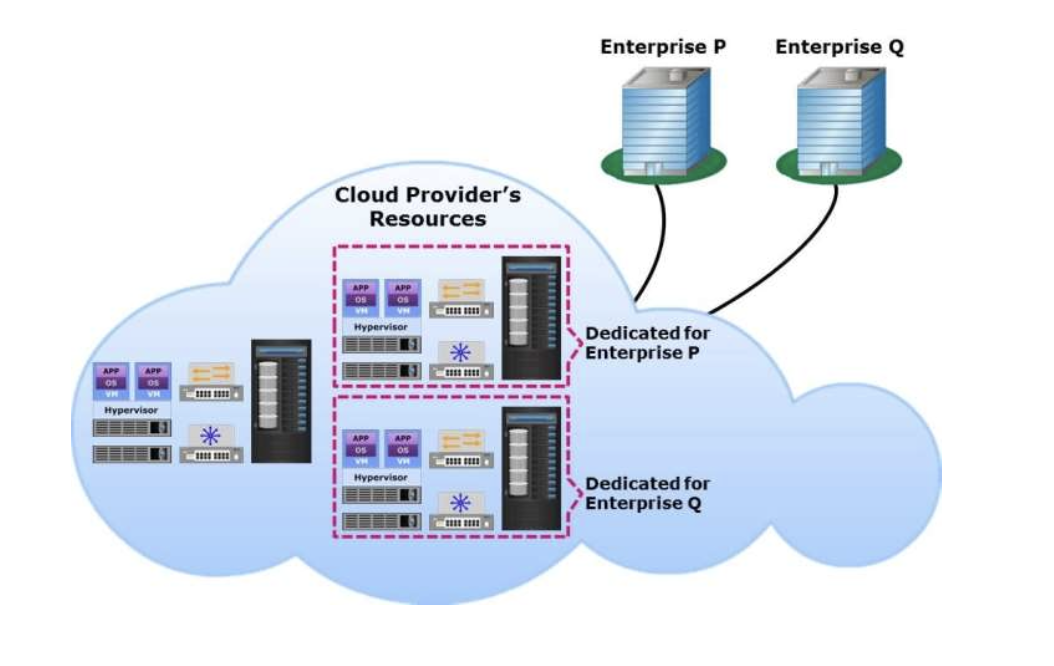 Enterprise P
Enterprise Q
Cloud Provider's
Resources
APP APP
OS OS
VM VM
Hypervisor
Dedicated for
Enterprise P
APP APP
OS OS
VM VM
Hypervisor
APP APP
OS OS
VM VM
Hypervisor
Dedicated for
Enterprise Q